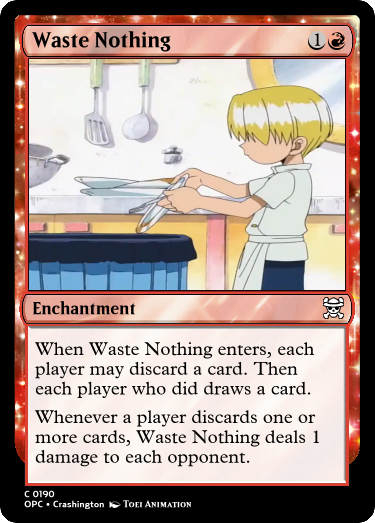 Waste Nothing 1
Enchantment
When Waste Nothing enters, each
player may discard a card. Then
each player who did draws a card.
Whenever a player discards one or
more cards, Waste Nothing deals 1
damage to each opponent.
C 0190
OPC • Crashington TOEI ANIMATION